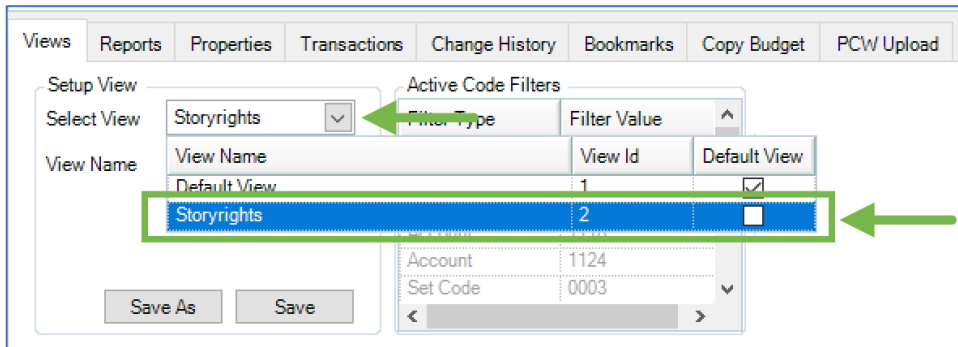 Views Reports Properties Transactions Change History Bookmarks Copy Budget PCW Upload
Setup View Active Code Filters
Select View Storyrights Filter Type Filter Value
View Name View Name View Id Default View
Default View 1
Storyrights 2
Account
Account 1124
Set Code 0003
Save As Save